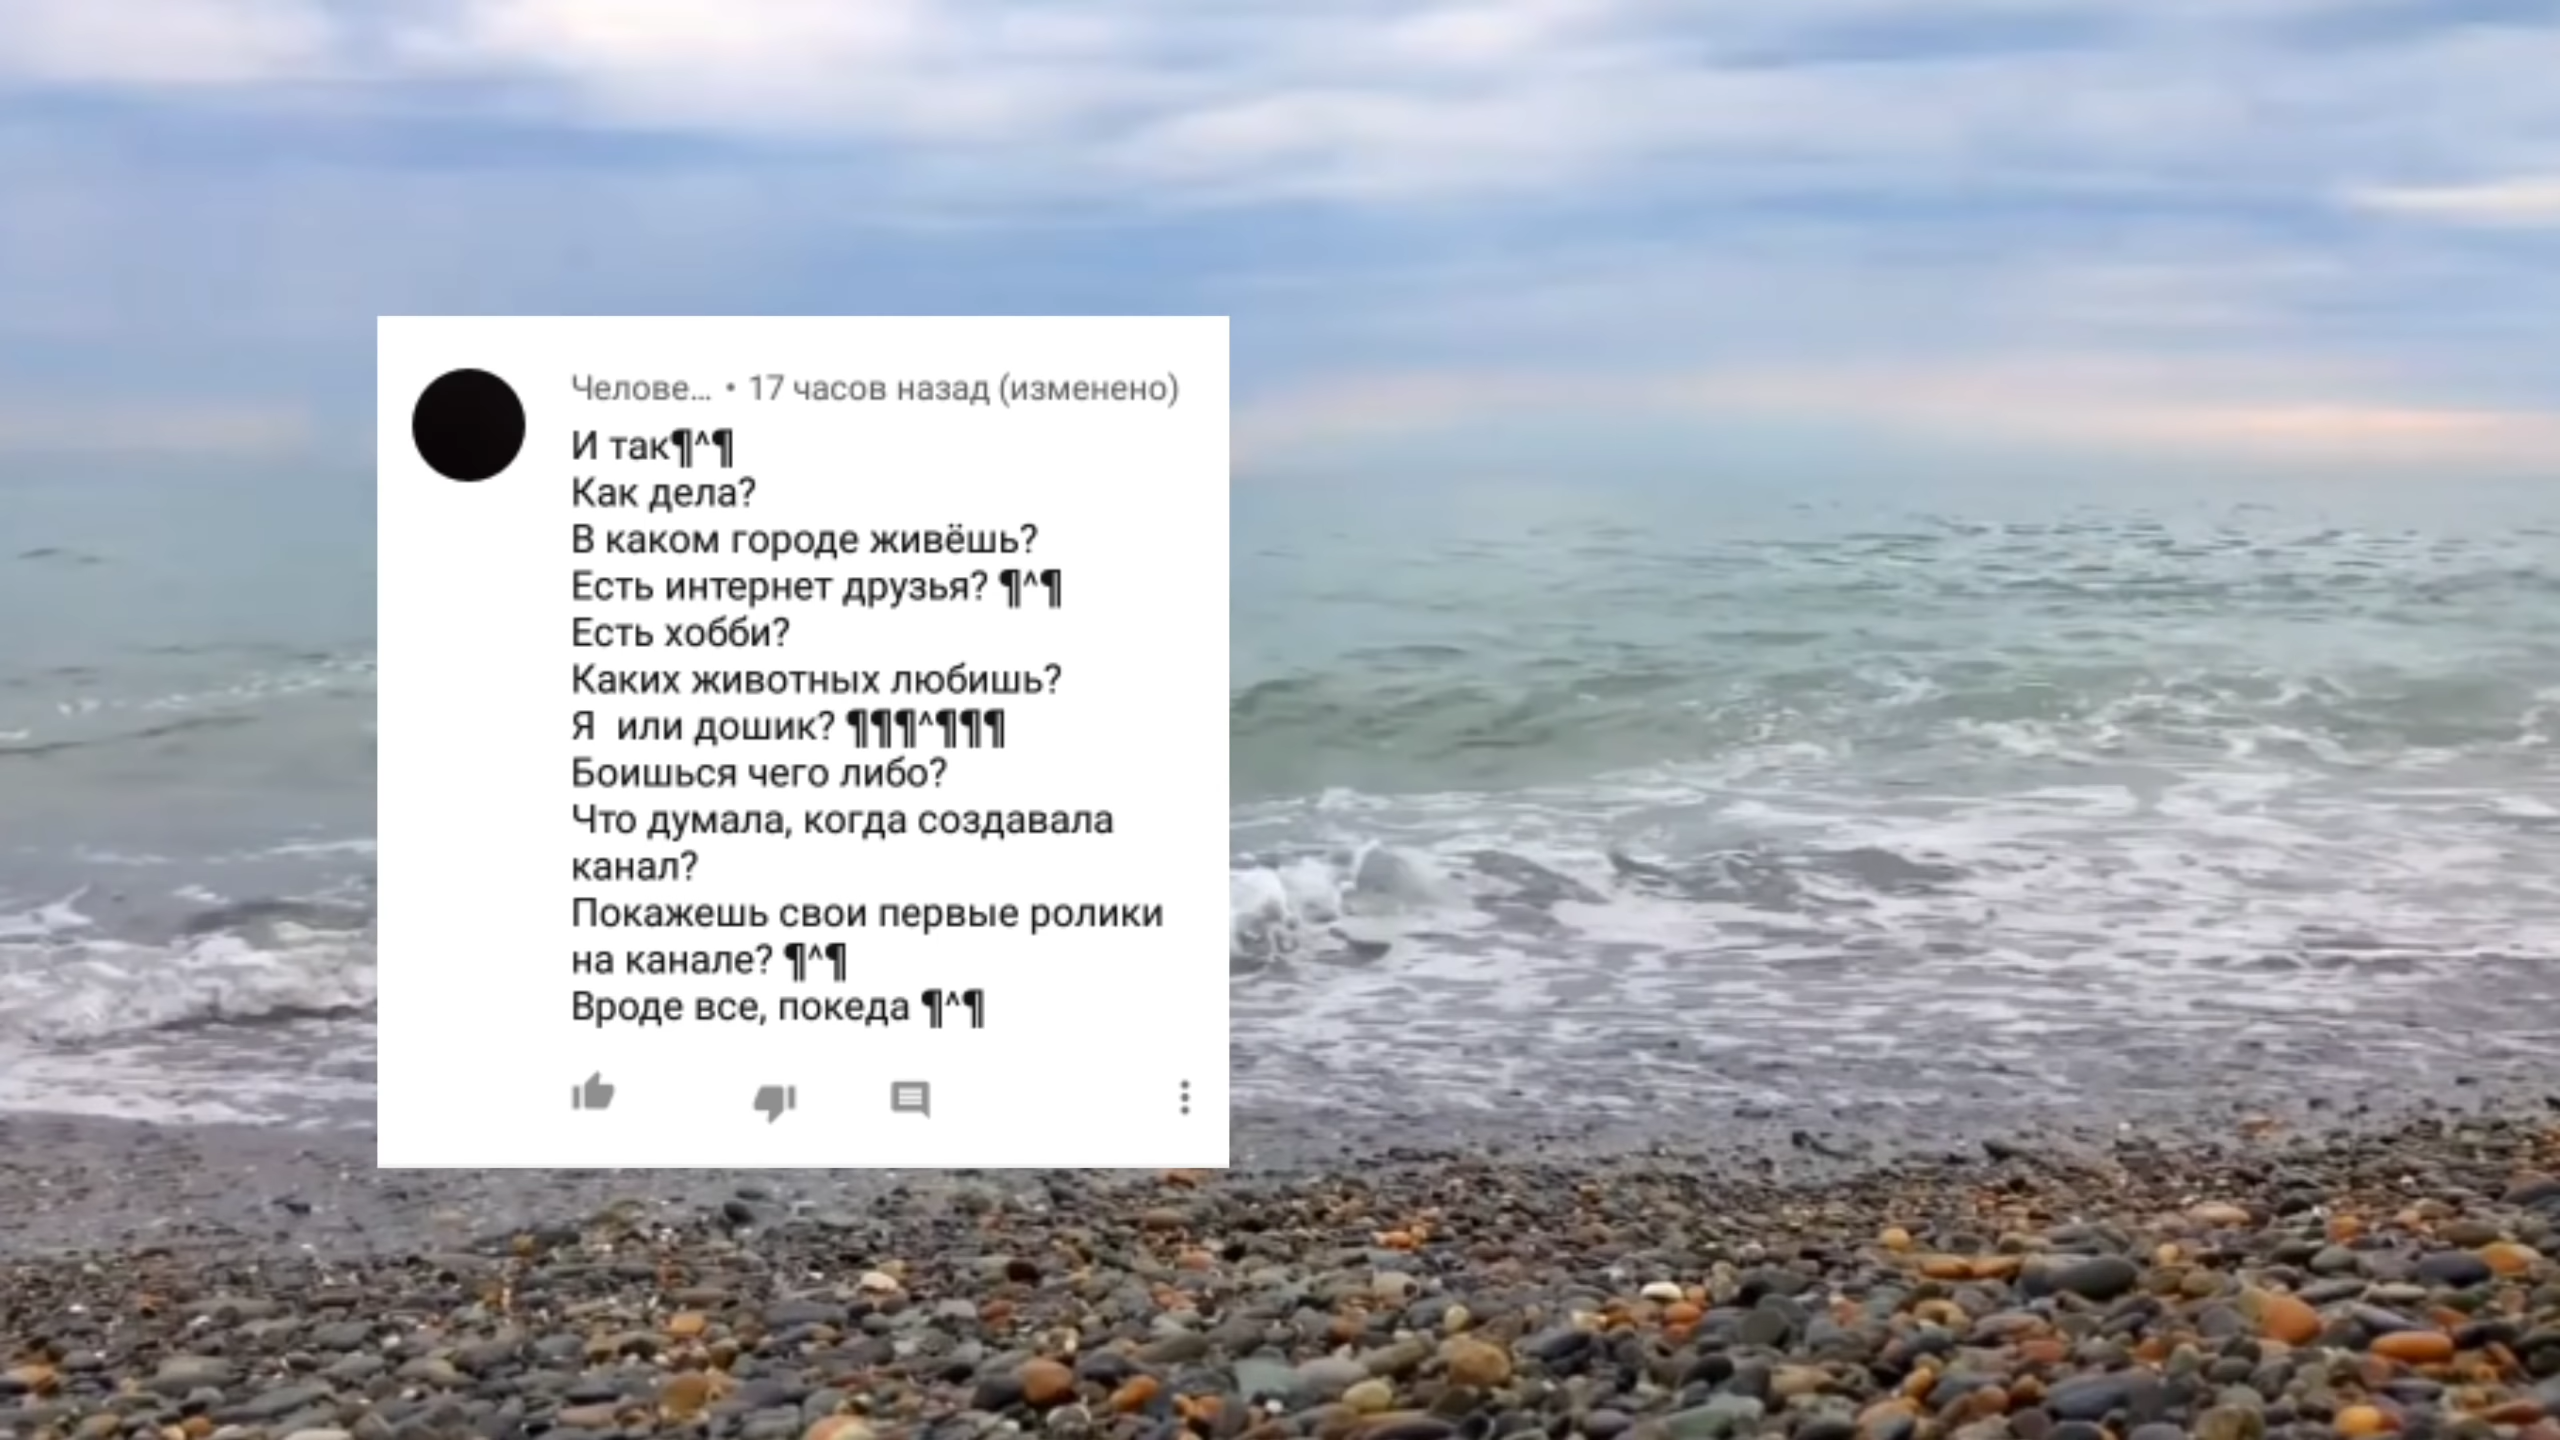 Челове... • 17 часов назад (изменено)
И так¶^¶
Как дела?
В каком городе живёшь?
Есть интернет друзья? ¶^¶
Есть хобби?
Каких животных любишь?
Я  или дошик? ¶¶¶^¶¶¶
Боишься чего либо?
Что думала, когда создавала
канал?
Покажешь свои первые ролики
на канале? ¶^¶
Вроде все, покеда ¶^¶